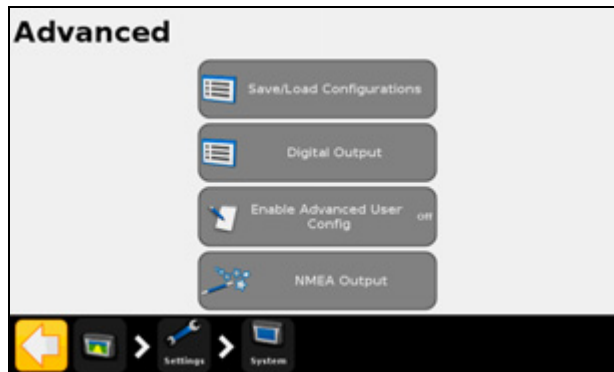 Advanced
Save/Load Configurations
Digital Output
Enable Advanced User
Config
Off
NMEA Output
Settings
System